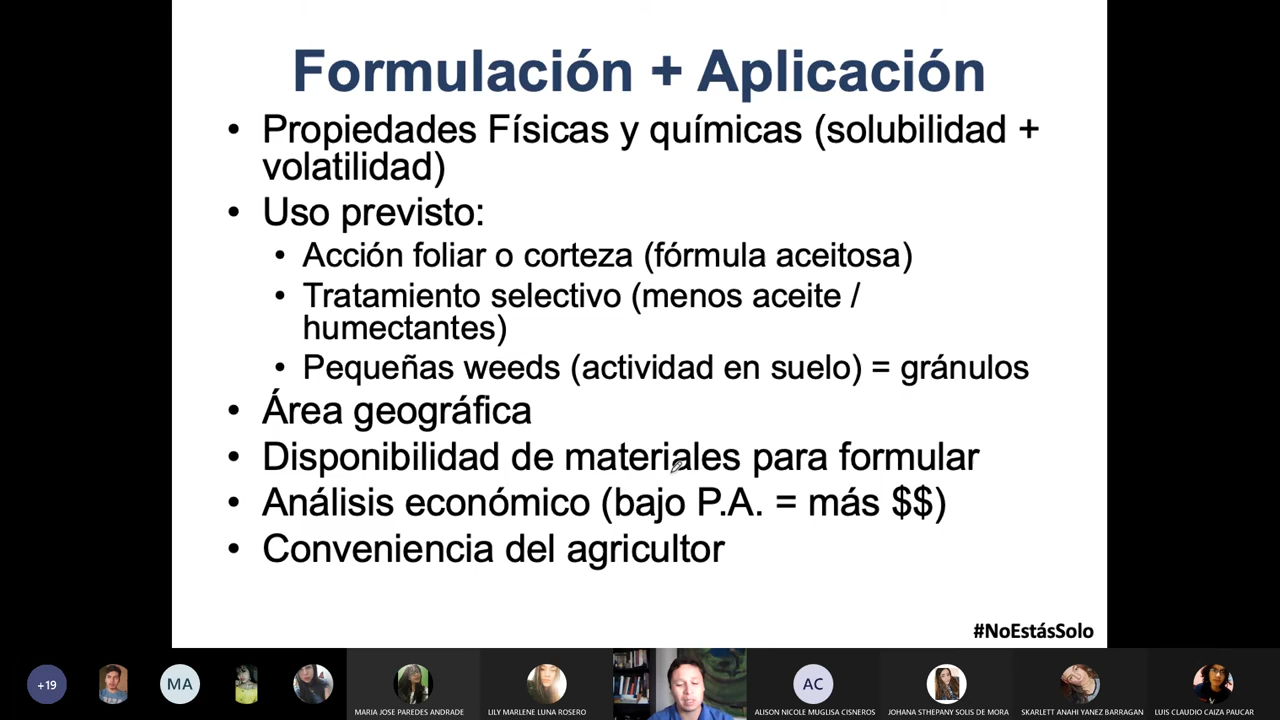 Formulación + Aplicación
• Propiedades Físicas y químicas (solubilidad +
volatilidad)
• Uso previsto:
• Acción foliar o corteza (fórmula aceitosa)
• Tratamiento selectivo (menos aceite /
humectantes)
• Pequeñas weeds (actividad en suelo) = gránulos
• Área geográfica
• Disponibilidad de materiales para formular
• Análisis económico (bajo P.A. = más $$)
• Conveniencia del agricultor
#NoEstásSolo
+19
MA
AC
MARIA JOSE PAREDES ANDRADE
LILY MARLENE LUNA ROSERO
ALISON NICOLE MUGLISA CISNEROS
JOHANA STHEPANY SOLIS DE MORA
SKARLETT ANAHI YANEZ BARRAGAN
LUIS CLAUDIO CAIZA PAUCAR